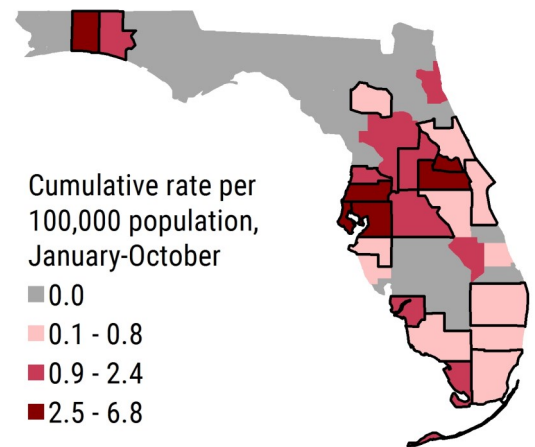 Cumulative rate per
100,000 population,
January-October
0.0
0.1 - 0.8
0.9 - 2.4
2.5 - 6.8